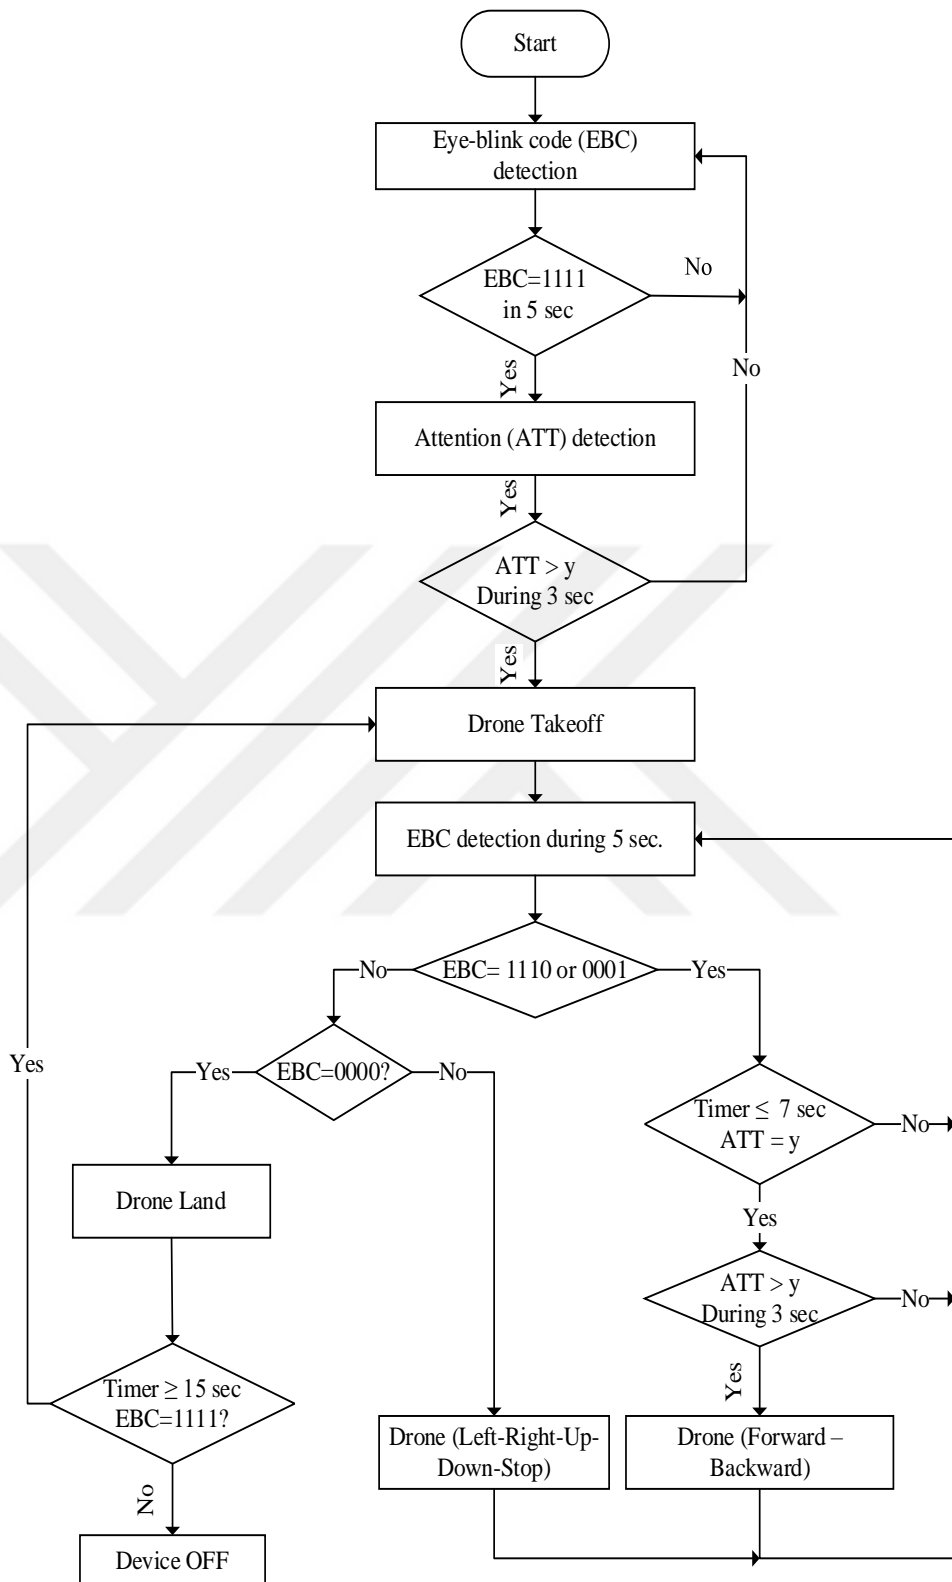 Start
Eye-blink code (EBC)
detection
EBC=1111
in 5 sec
No
Yes
No
Attention (ATT) detection
Yes
ATT > y
During 3 sec
Yes
Drone Takeoff
EBC detection during 5 sec.
No
EBC= 1110 or 0001
Yes
Yes
Yes
EBC=0000?
No
Timer ≤ 7 sec
ATT = y
No
Drone Land
Yes
ATT > y
During 3 sec
No
Timer ≥ 15 sec
EBC=1111?
Yes
Drone (Left-Right-Up-
Down-Stop)
Drone (Forward –
Backward)
No
Device OFF